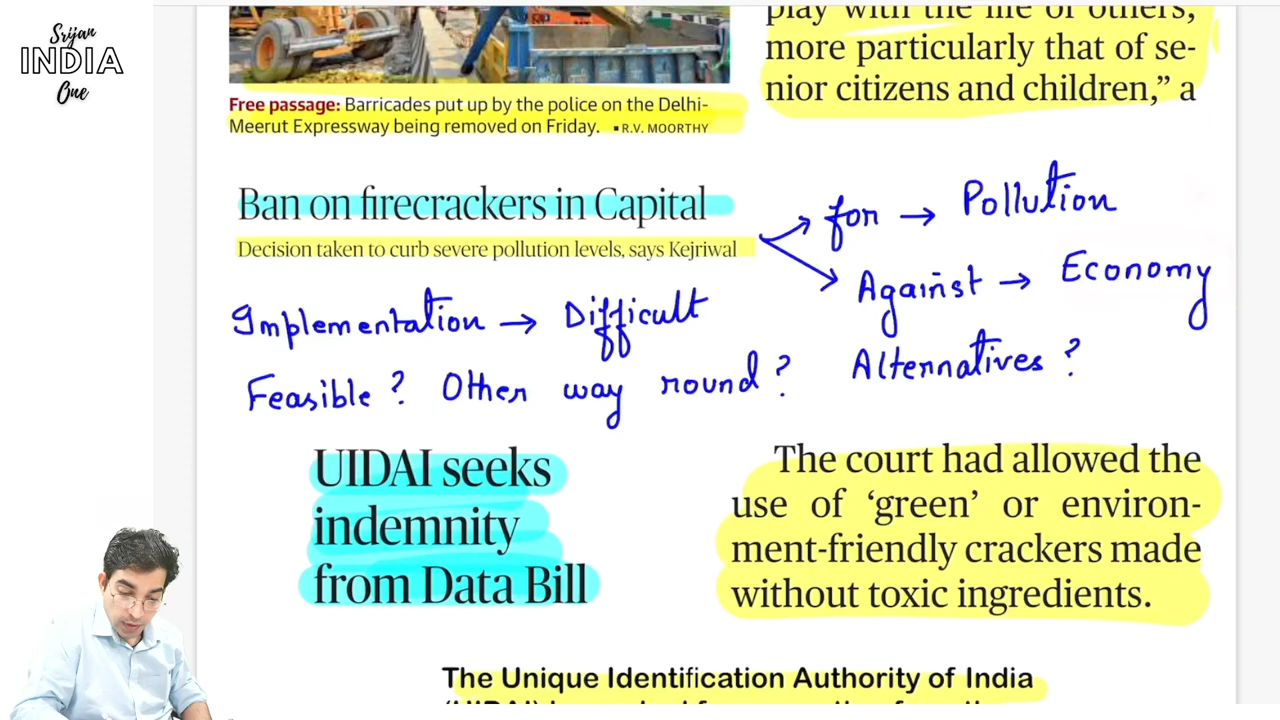 Srijan
INDIA
One
play with the life of others,
more particularly that of se-
nior citizens and children,” a
Free passage: Barricades put up by the police on the Delhi-
Meerut Expressway being removed on Friday. ▪ R.V. MOORTHY
Ban on firecrackers in Capital
Decision taken to curb severe pollution levels, says Kejriwal
for → Pollution
Against → Economy
Implementation → Difficult
Feasible? Other way round? Alternatives?
UIDAI seeks
indemnity
from Data Bill
The court had allowed the
use of ‘green’ or environ-
ment-friendly crackers made
without toxic ingredients.
The Unique Identification Authority of India